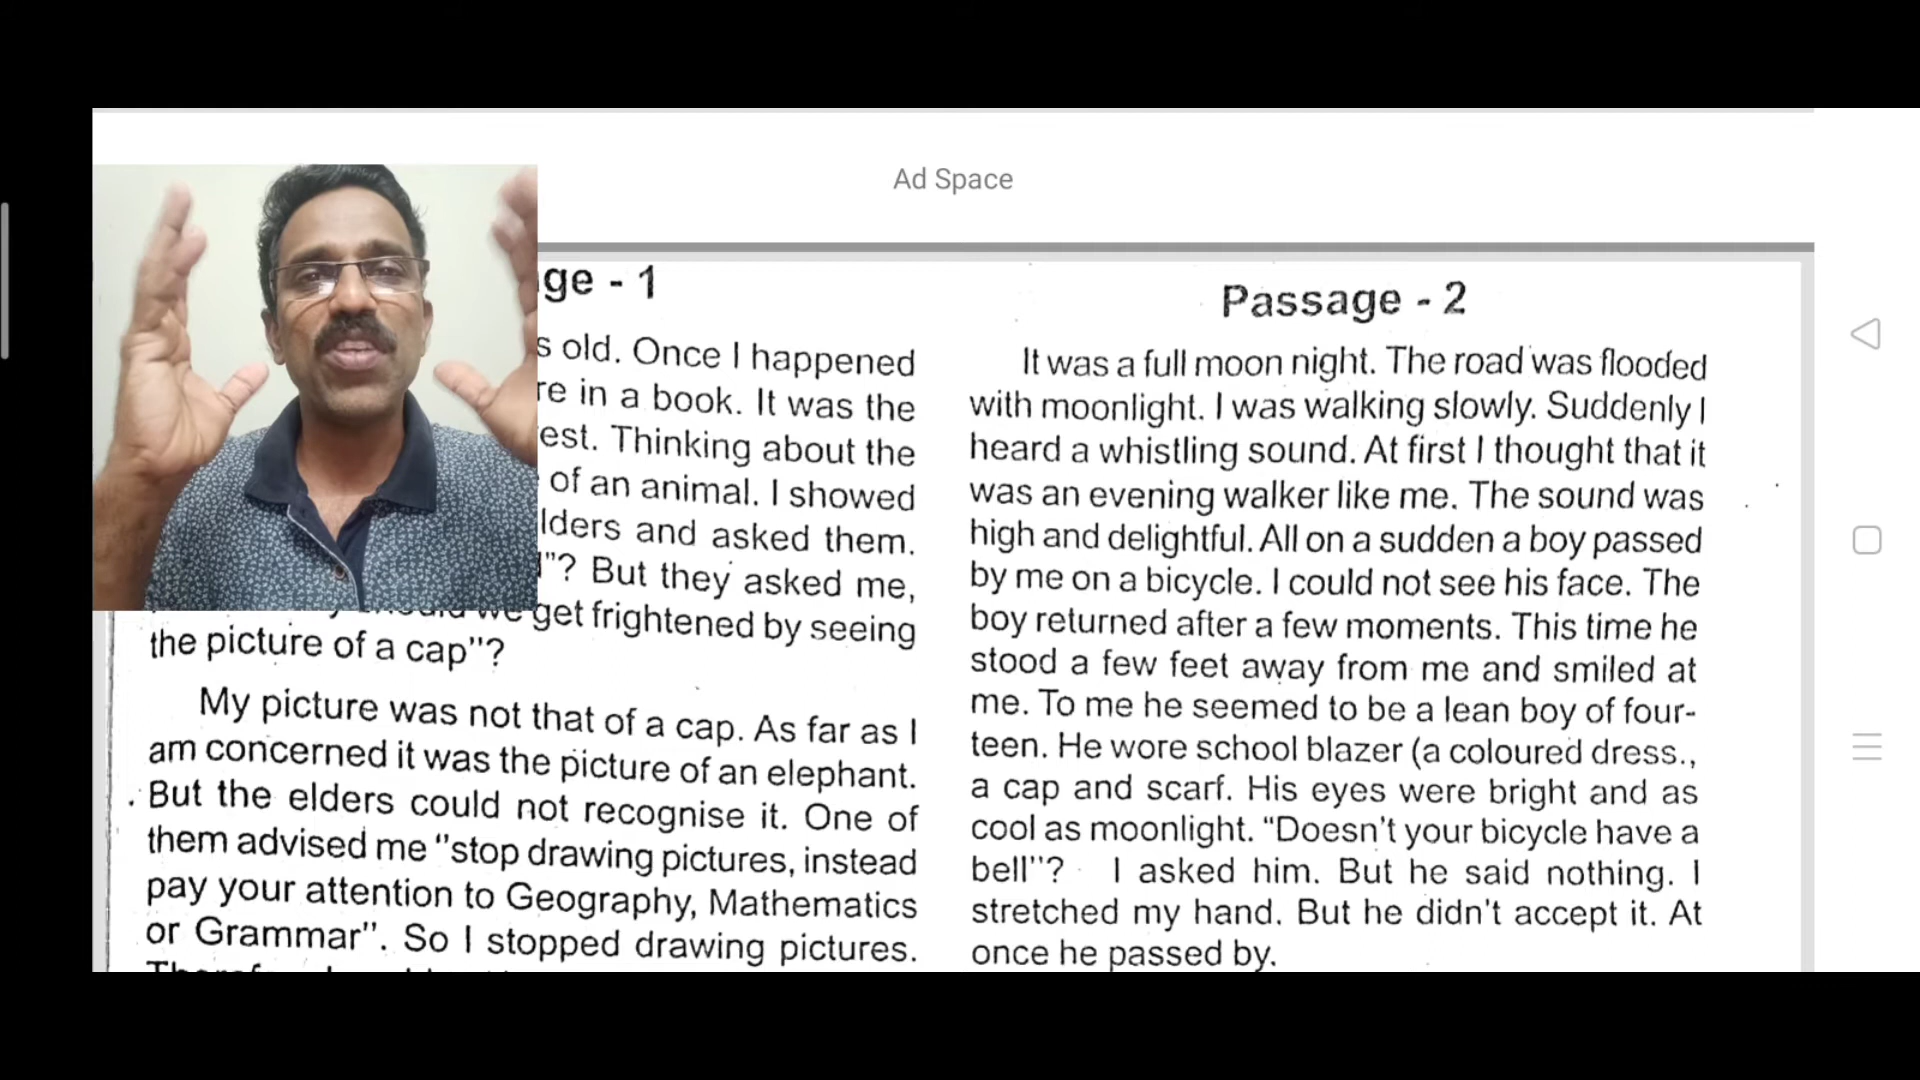 Ad Space
ge - 1
s old. Once I happened
re in a book. It was the
est. Thinking about the
of an animal. I showed
lders and asked them.
"? But they asked me,
get frightened by seeing
the picture of a cap"?
My picture was not that of a cap. As far as I
am concerned it was the picture of an elephant.
But the elders could not recognise it. One of
them advised me "stop drawing pictures, instead
pay your attention to Geography, Mathematics
or Grammar". So I stopped drawing pictures.
Passage - 2
It was a full moon night. The road was flooded
with moonlight. I was walking slowly. Suddenly I
heard a whistling sound. At first I thought that it
was an evening walker like me. The sound was
high and delightful. All on a sudden a boy passed
by me on a bicycle. I could not see his face. The
boy returned after a few moments. This time he
stood a few feet away from me and smiled at
me. To me he seemed to be a lean boy of four-
teen. He wore school blazer (a coloured dress.,
a cap and scarf. His eyes were bright and as
cool as moonlight. "Doesn't your bicycle have a
bell"? I asked him. But he said nothing. I
stretched my hand. But he didn't accept it. At
once he passed by.